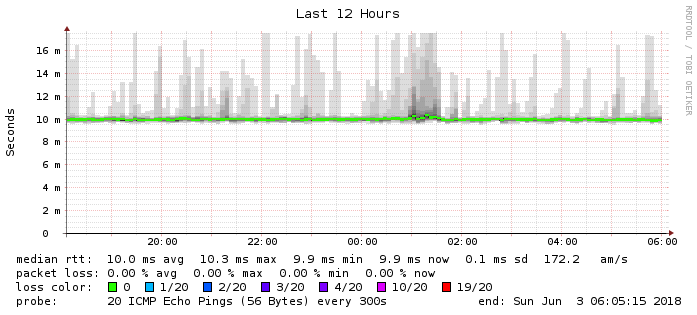 Last 12 Hours
RRDTOOL / TOBI OETIKER
Seconds
16 m
14 m
12 m
10 m
8 m
6 m
4 m
2 m
0
20:00 22:00 00:00 02:00 04:00 06:00
median rtt: 10.0 ms avg 10.3 ms max 9.9 ms min 9.9 ms now 0.1 ms sd 172.2 am/s
packet loss: 0.00 % avg 0.00 % max 0.00 % min 0.00 % now
loss color: 0 1/20 2/20 3/20 4/20 10/20 19/20
probe: 20 ICMP Echo Pings (56 Bytes) every 300s end: Sun Jun 3 06:05:15 2018